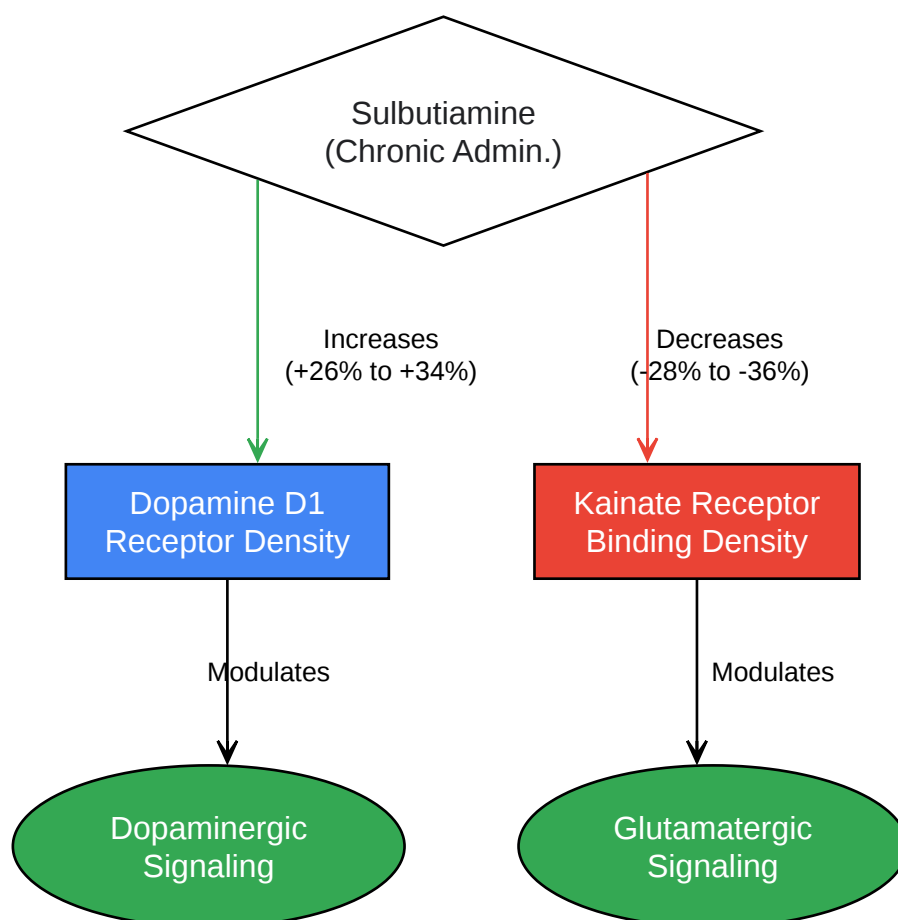 Sulbutiamine
(Chronic Admin.)
Increases
(+26% to +34%)
Decreases
(-28% to -36%)
Dopamine D1
Receptor Density
Kainate Receptor
Binding Density
Modulates
Modulates
Dopaminergic
Signaling
Glutamatergic
Signaling